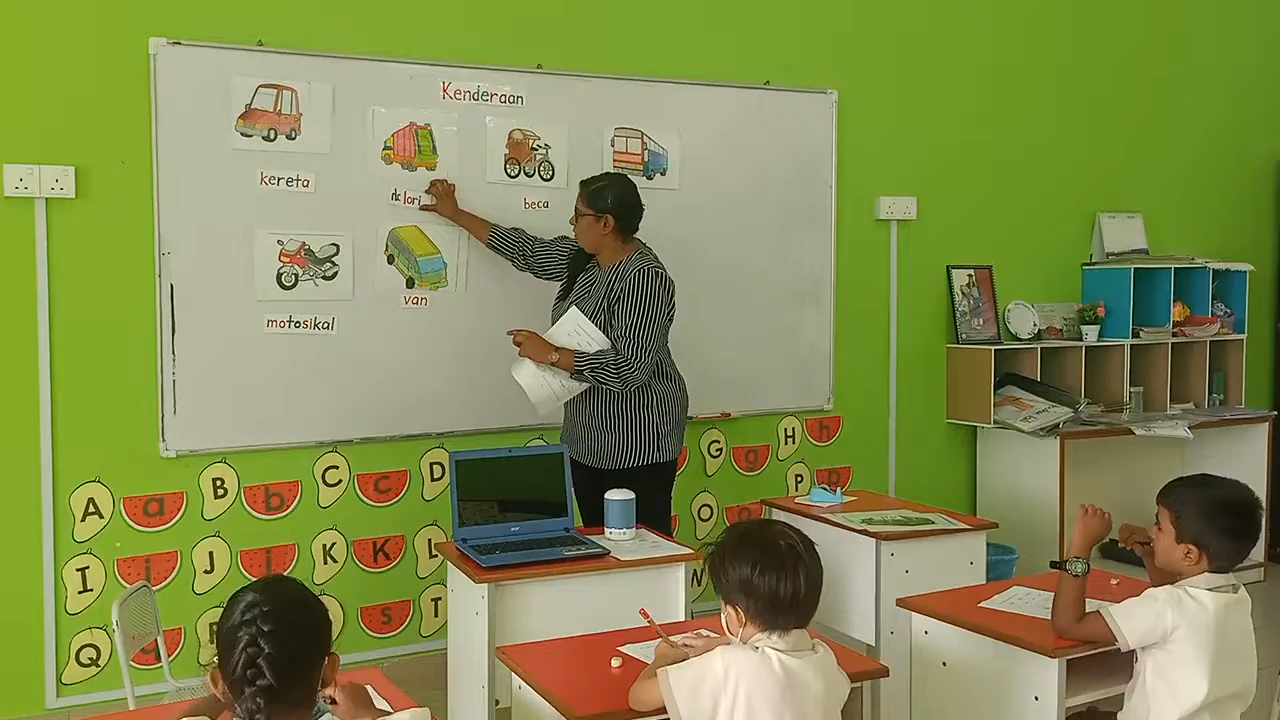 Kenderaan
kereta
lori
beca
motosikal
van
A a B b C c D G g H h
I i J j K K L O P p
Q S T N